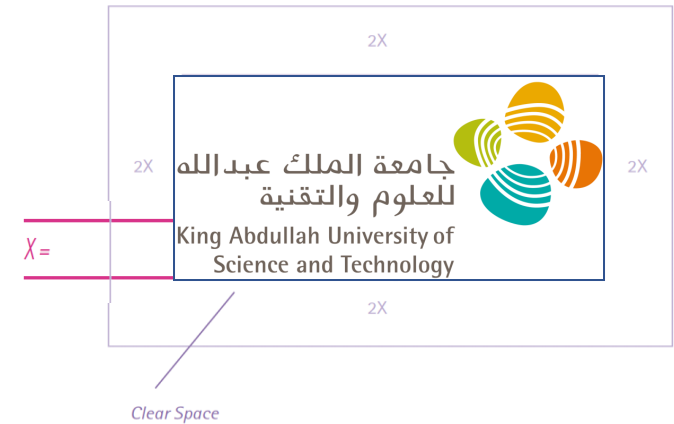 2X
2X
جامعة الملك عبدالله
للعلوم والتقنية
2X
X =
King Abdullah University of
Science and Technology
2X
Clear Space